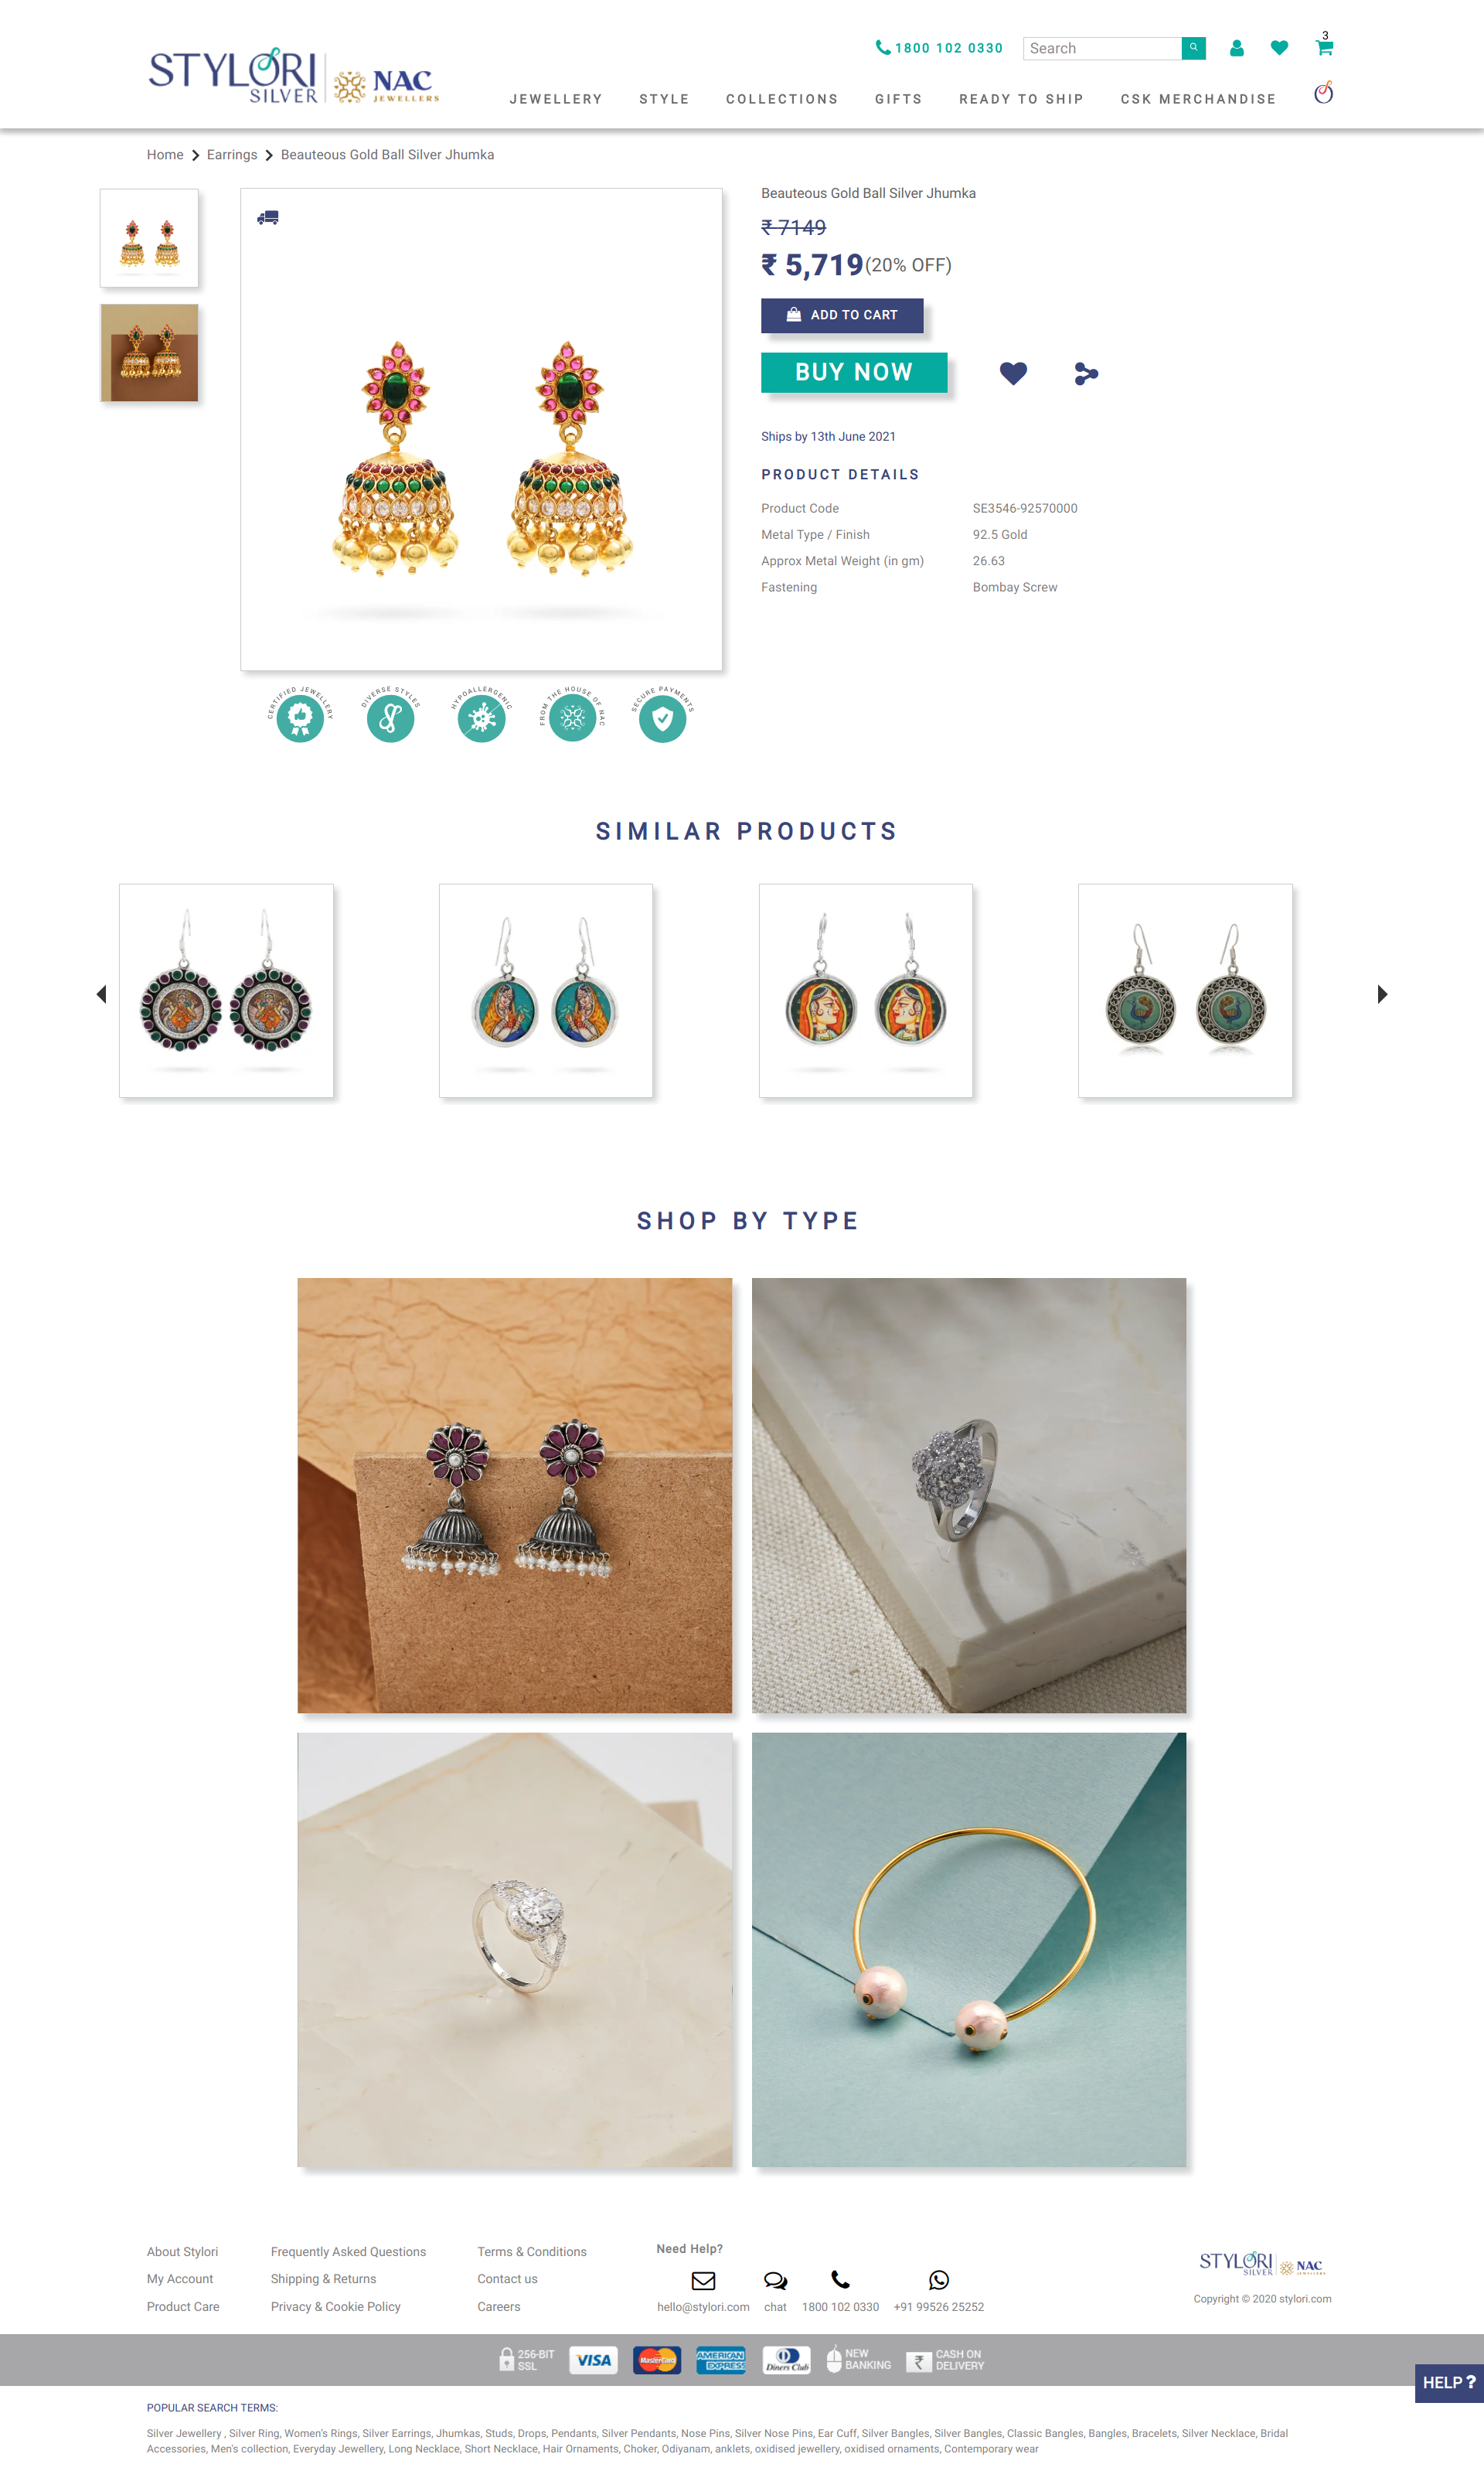 STYLORI
SILVER
NAC
JEWELLERS
1800 102 0330
Search
3
JEWELLERY
STYLE
COLLECTIONS
GIFTS
READY TO SHIP
CSK MERCHANDISE
Home
Earrings
Beauteous Gold Ball Silver Jhumka
Beauteous Gold Ball Silver Jhumka
₹ 7149
₹ 5,719(20% OFF)
ADD TO CART
BUY NOW
Ships by 13th June 2021
PRODUCT DETAILS
Product Code SE3546-92570000
Metal Type / Finish 92.5 Gold
Approx Metal Weight (in gm) 26.63
Fastening Bombay Screw
CERTIFIED JEWELLERY
DIVERSE STYLES
HYPOALLERGENIC
FROM THE HOUSE OF NAC
SECURE PAYMENTS
SIMILAR PRODUCTS
SHOP BY TYPE
About Stylori
My Account
Product Care
Frequently Asked Questions
Shipping & Returns
Privacy & Cookie Policy
Terms & Conditions
Contact us
Careers
Need Help?
hello@stylori.com
chat
1800 102 0330
+91 99526 25252
STYLORI
SILVER
NAC
JEWELLERS
Copyright © 2020 stylori.com
256-BIT
SSL
VISA
MasterCard
AMERICAN
EXPRESS
Diners Club
NEW
BANKING
₹
CASH ON
DELIVERY
HELP ?
POPULAR SEARCH TERMS:
Silver Jewellery , Silver Ring, Women's Rings, Silver Earrings, Jhumkas, Studs, Drops, Pendants, Silver Pendants, Nose Pins, Silver Nose Pins, Ear Cuff, Silver Bangles, Silver Bangles, Classic Bangles, Bangles, Bracelets, Silver Necklace, Bridal
Accessories, Men's collection, Everyday Jewellery, Long Necklace, Short Necklace, Hair Ornaments, Choker, Odiyanam, anklets, oxidised jewellery, oxidised ornaments, Contemporary wear